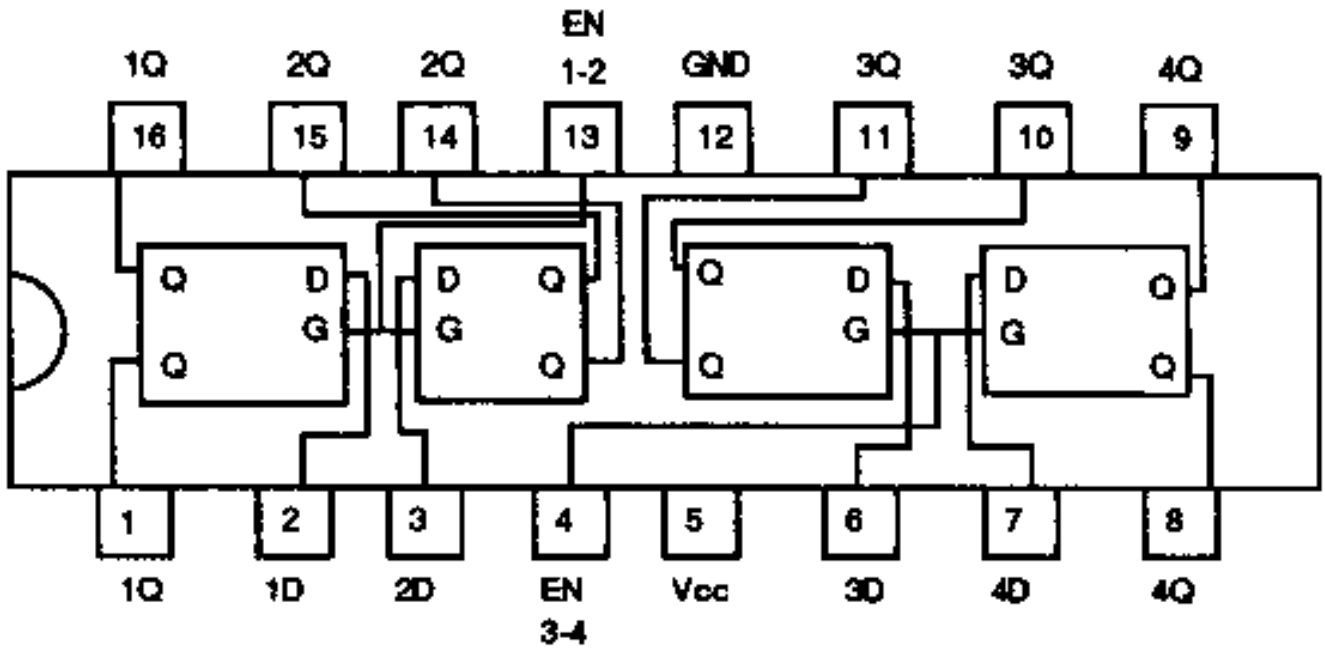 EN
1Q 2Q 2Q 1-2 GND 3Q 3Q 4Q
16 15 14 13 12 11 10 9
Q D D Q Q D D Q
G G G G
Q Q Q Q
1 2 3 4 5 6 7 8
1Q 1D 2D EN Vcc 3D 4D 4Q
3-4